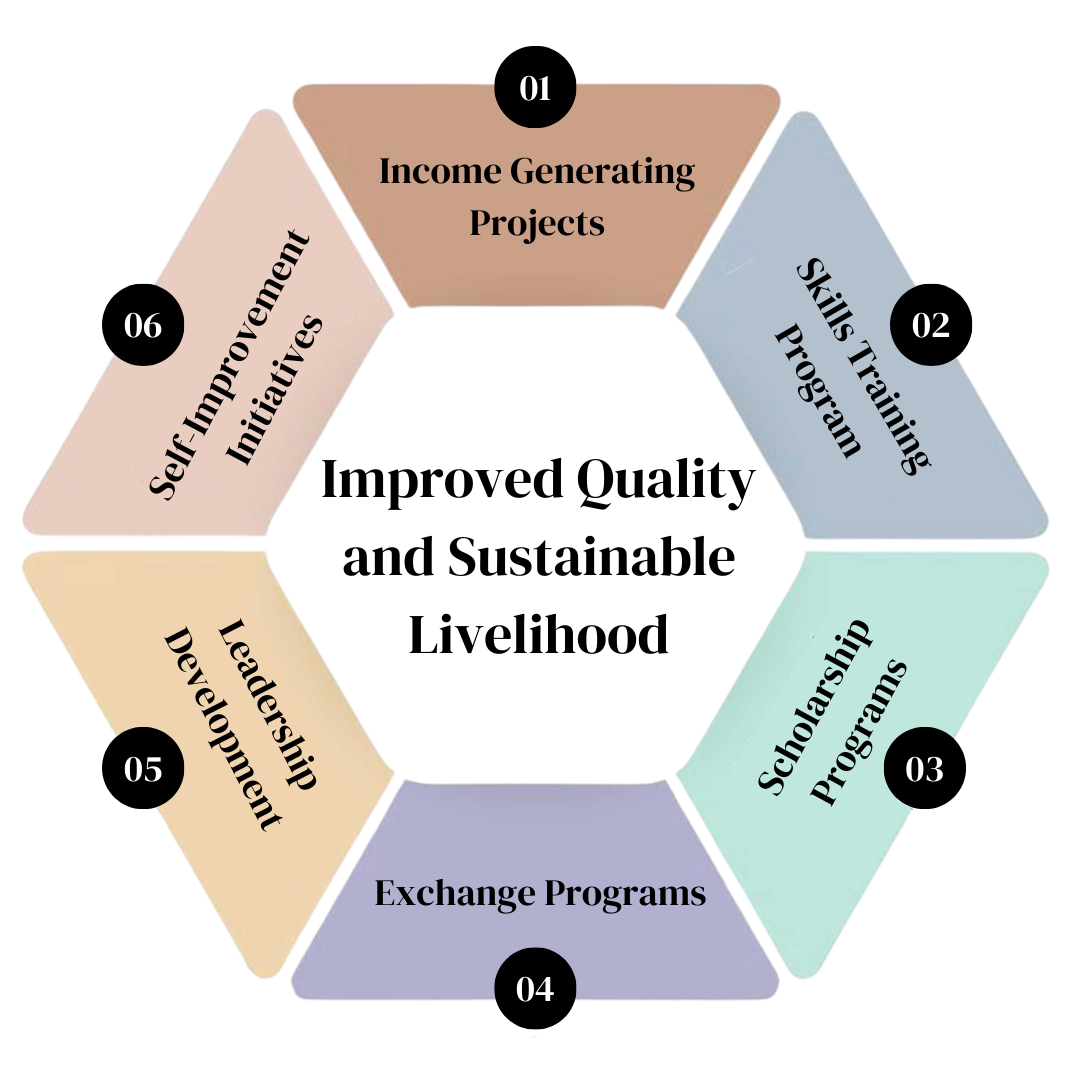 01
Income Generating
Projects
02
Skills Training
Program
03
Scholarship
Programs
04
Exchange Programs
05
Leadership
Development
06
Self-Improvement
Initiatives
Improved Quality
and Sustainable
Livelihood